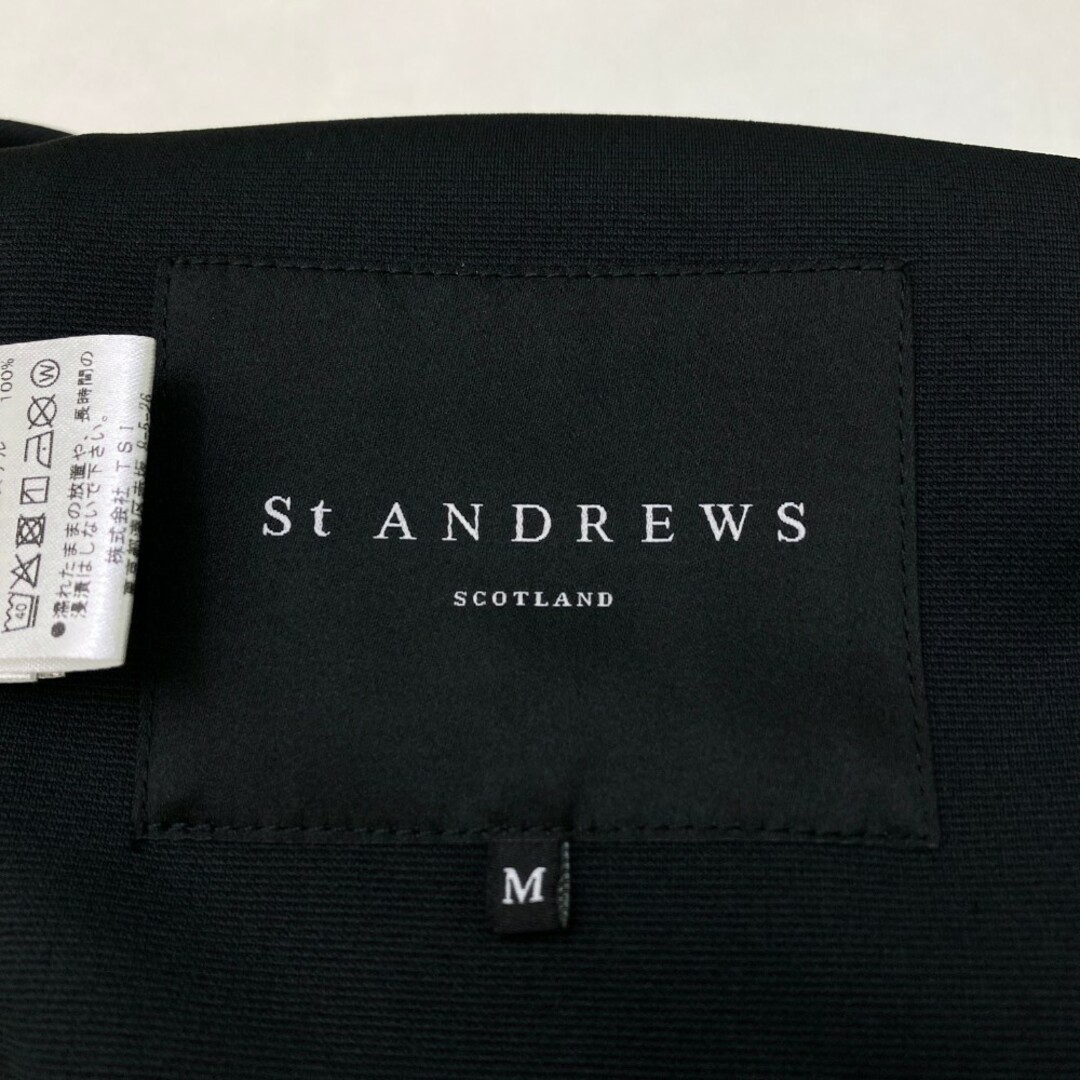 St ANDREWS
SCOTLAND
M
100%
W
40
●濡れたままの放置や、長時間の
浸漬はしないで下さい。
株式会社 TSI